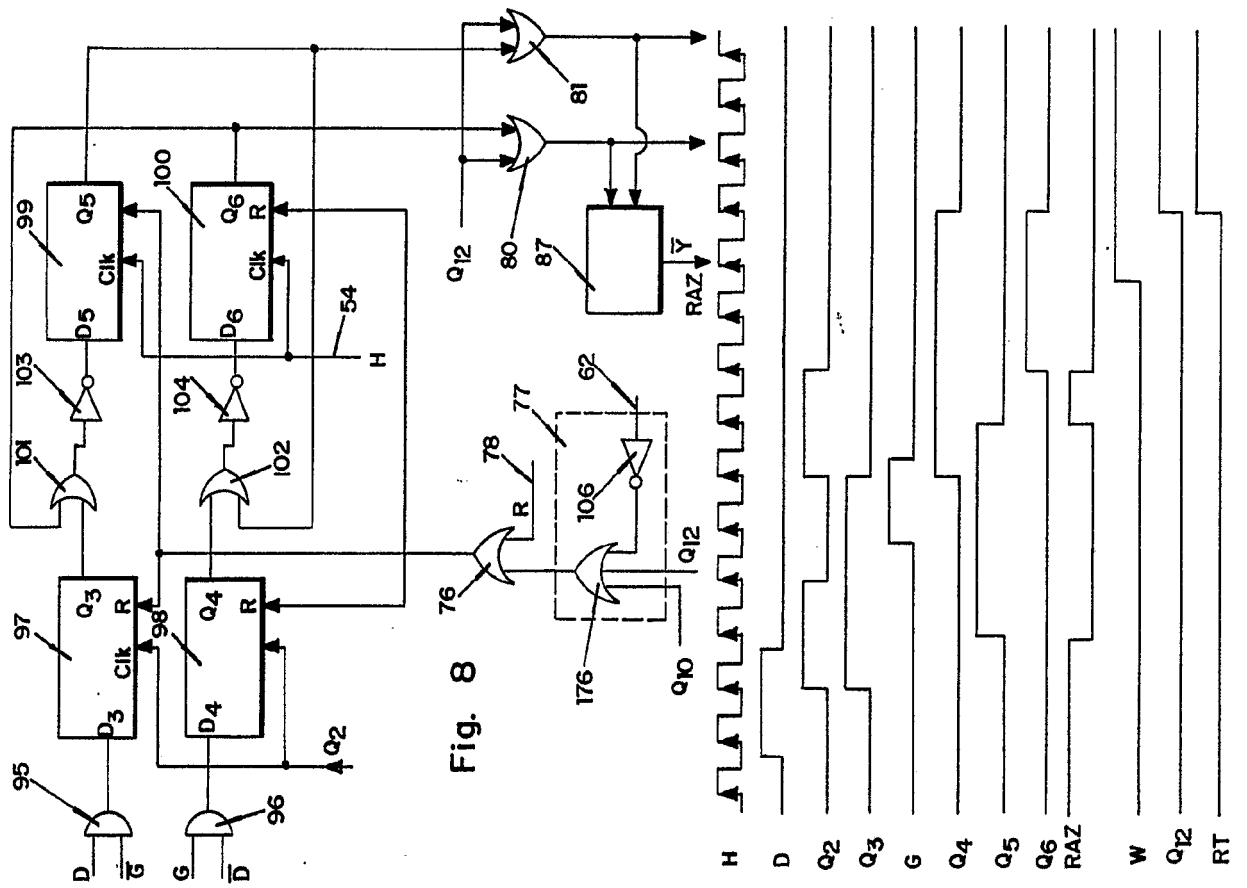 D
G̅
G
D̅
95
96
D3
Q3
Clk
R
97
D4
Q4
R
98
Q2
101
102
103
104
D5
Q5
Clk
99
D6
Q6
Clk
R
100
54
H
Fig. 8
76
R
78
77
62
106
176
Q12
Q10
Q12
80
81
87
Y̅
RAZ
H
D
Q2
Q3
G
Q4
Q5
Q6
RAZ
W
Q12
RT